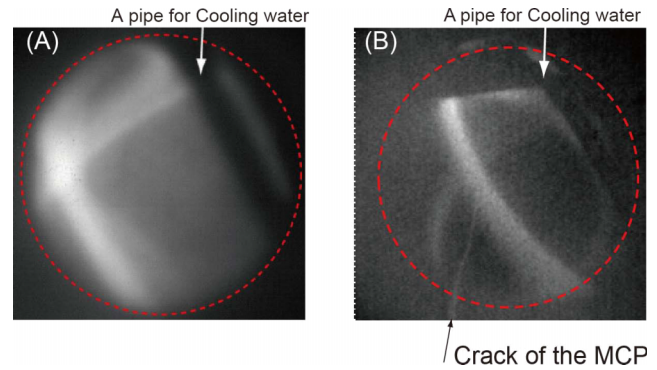 A pipe for Cooling water
A pipe for Cooling water
(A)
(B)
Crack of the MCP